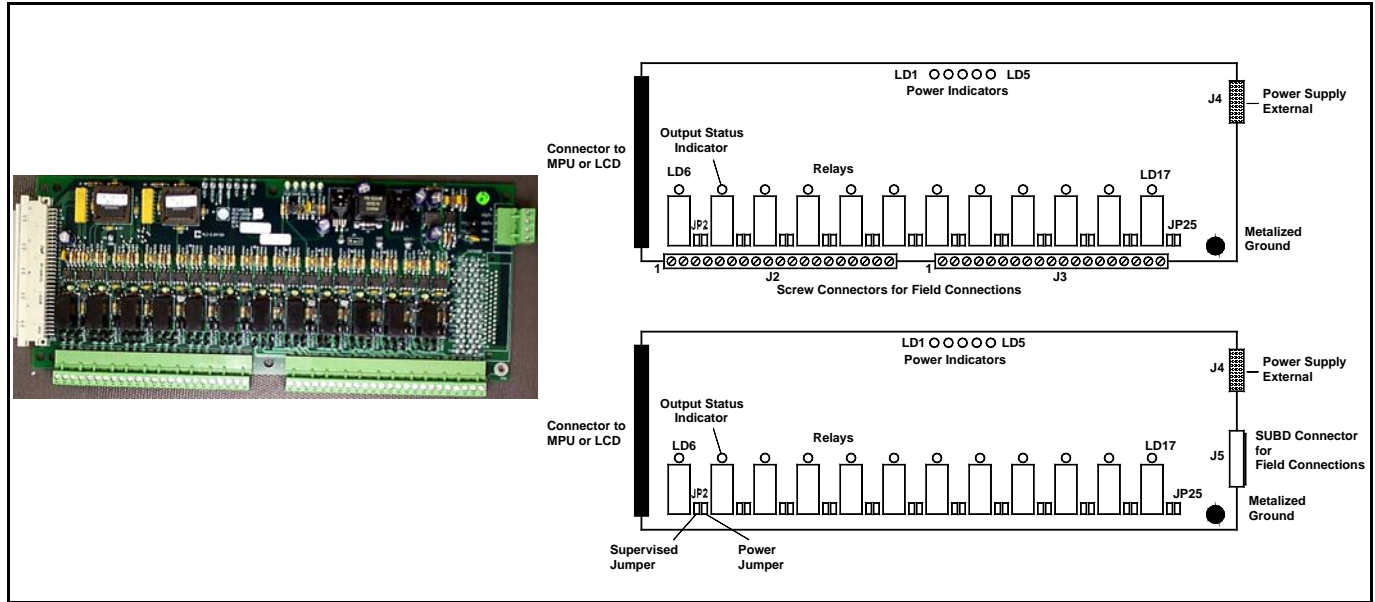 LD1 LD5
Power Indicators
J4
Power Supply
External
Output Status
Indicator
Connector to
MPU or LCD
Relays
LD6
LD17
JP2
JP25
Metalized
Ground
1
J2
1
J3
Screw Connectors for Field Connections
LD1 LD5
Power Indicators
J4
Power Supply
External
Output Status
Indicator
Connector to
MPU or LCD
Relays
LD6
LD17
J5
SUBD Connector
for
Field Connections
JP2
JP25
Metalized
Ground
Supervised
Jumper
Power
Jumper